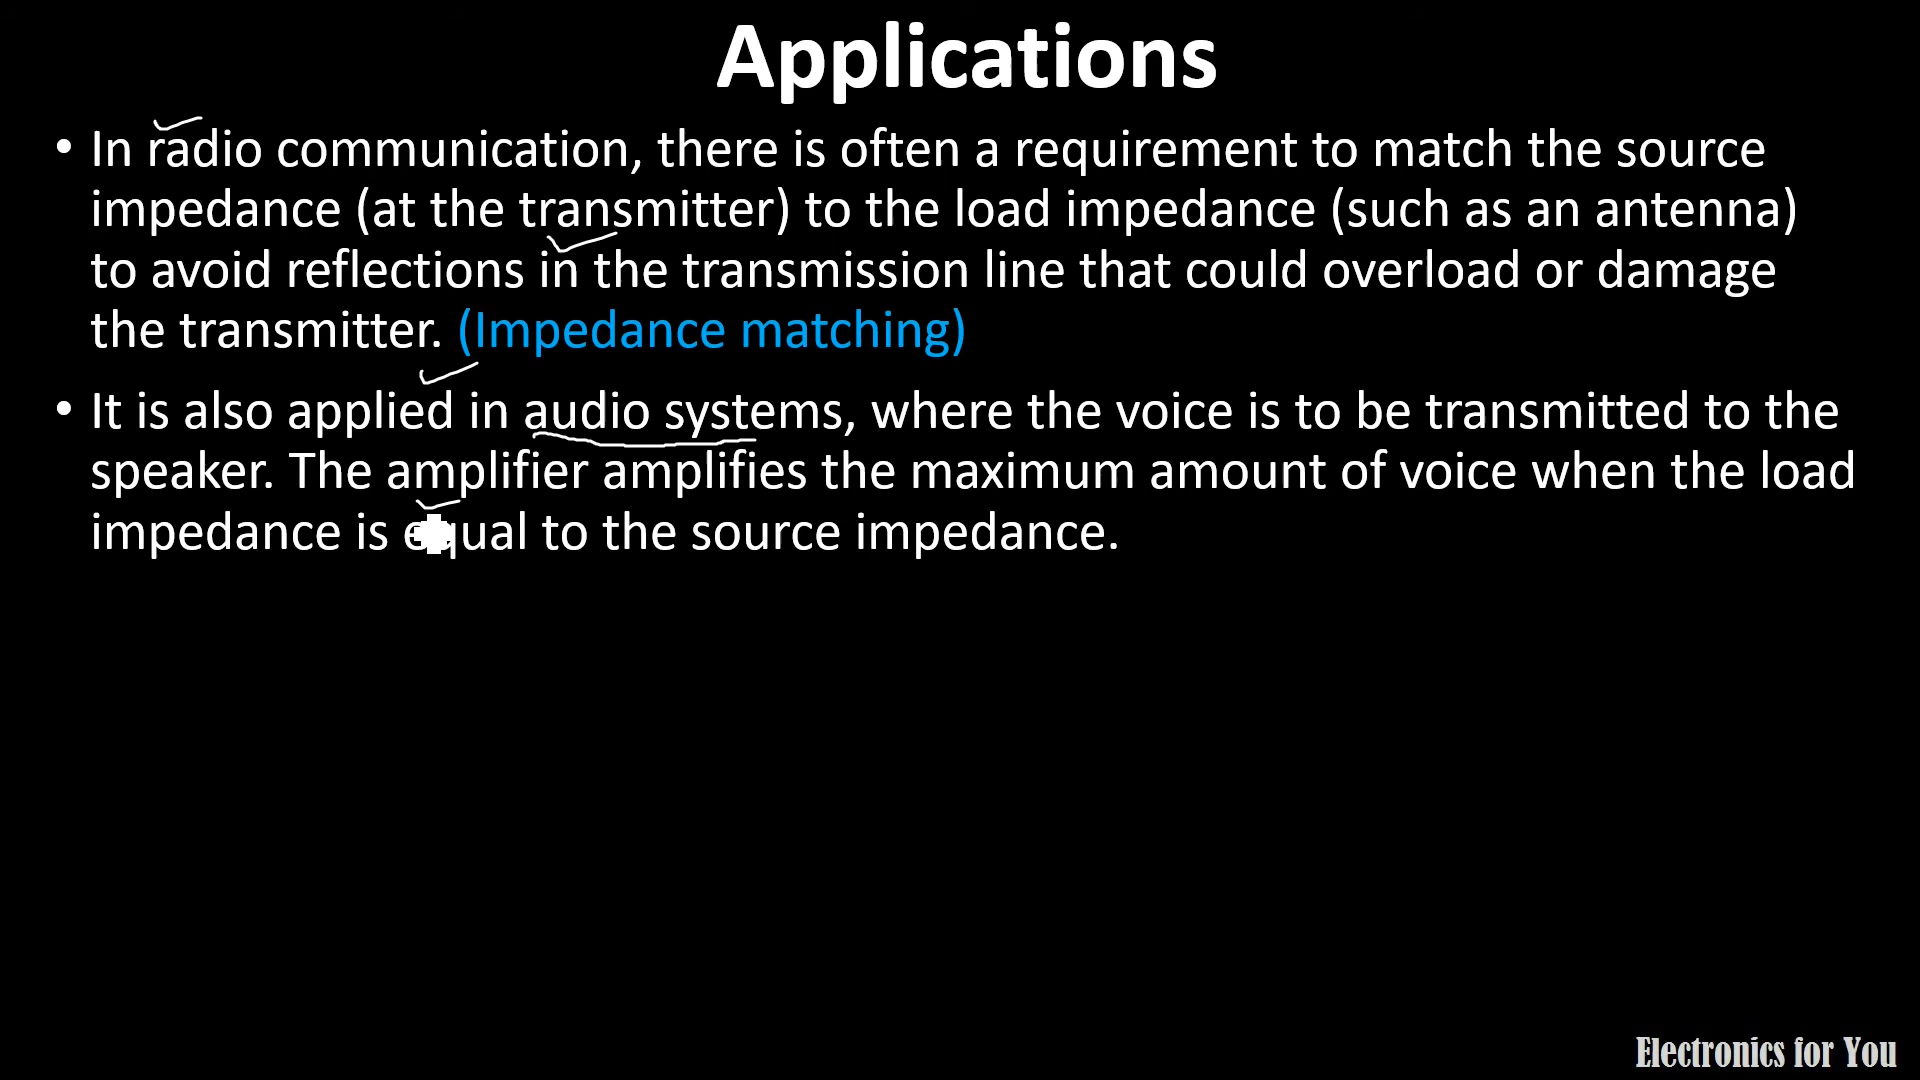 Applications
• In radio communication, there is often a requirement to match the source
impedance (at the transmitter) to the load impedance (such as an antenna)
to avoid reflections in the transmission line that could overload or damage
the transmitter. (Impedance matching)
• It is also applied in audio systems, where the voice is to be transmitted to the
speaker. The amplifier amplifies the maximum amount of voice when the load
impedance is equal to the source impedance.
Electronics for You